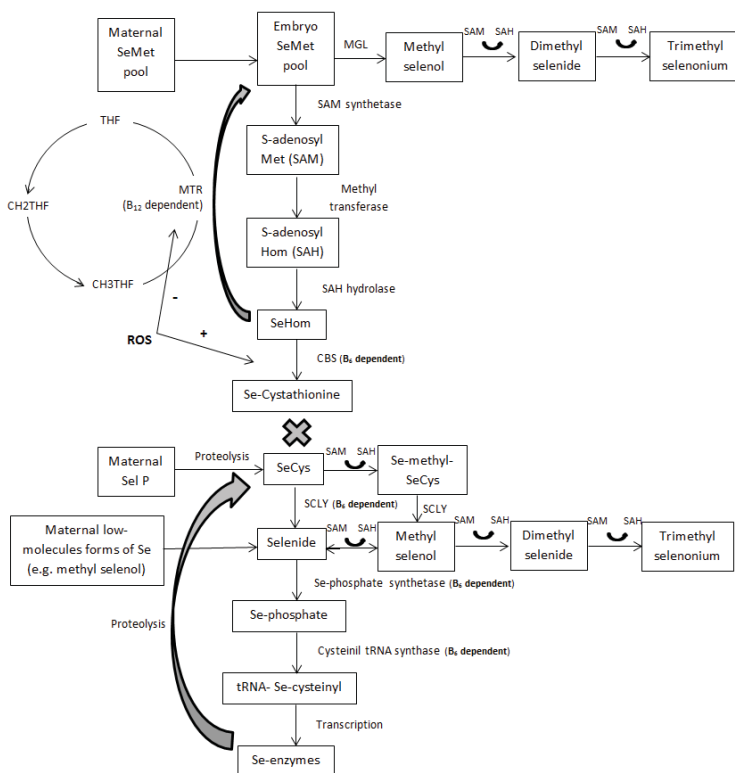 Maternal
SeMet
pool
Embryo
SeMet
pool
MGL
Methyl
selenol
SAM SAH
Dimethyl
selenide
SAM SAH
Trimethyl
selenonium
SAM synthetase
THF
S-adenosyl
Met (SAM)
MTR
(B₁₂ dependent)
CH2THF
Methyl
transferase
S-adenosyl
Hom (SAH)
CH3THF
SAH hydrolase
-
SeHom
ROS
+
CBS (B₆ dependent)
Se-Cystathionine
Maternal
Sel P
Proteolysis
SeCys
SAM SAH
Se-methyl-
SeCys
SCLY (B₆ dependent)
SCLY
Maternal low-
molecules forms of Se
(e.g. methyl selenol)
Selenide
SAM SAH
Methyl
selenol
SAM SAH
Dimethyl
selenide
SAM SAH
Trimethyl
selenonium
Se-phosphate synthetase (B₆ dependent)
Se-phosphate
Proteolysis
Cysteinil tRNA synthase (B₆ dependent)
tRNA- Se-cysteinyl
Transcription
Se-enzymes